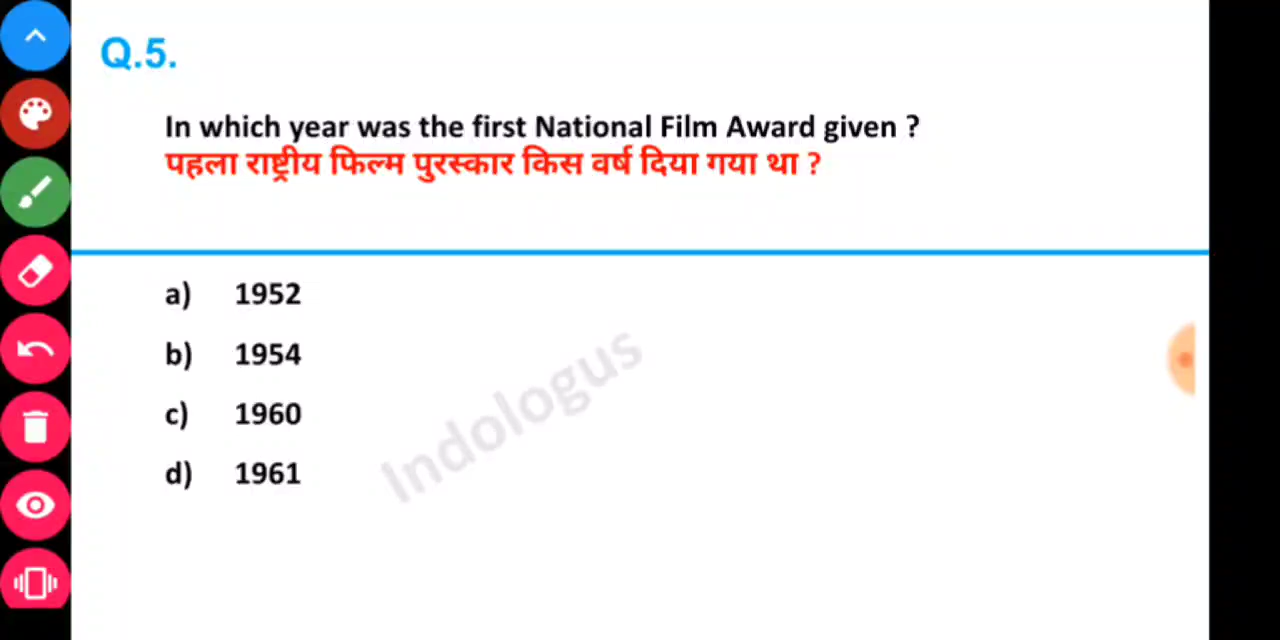 Q.5.
In which year was the first National Film Award given ?
पहला राष्ट्रीय फिल्म पुरस्कार किस वर्ष दिया गया था ?
a) 1952
b) 1954
c) 1960
d) 1961
Indologus